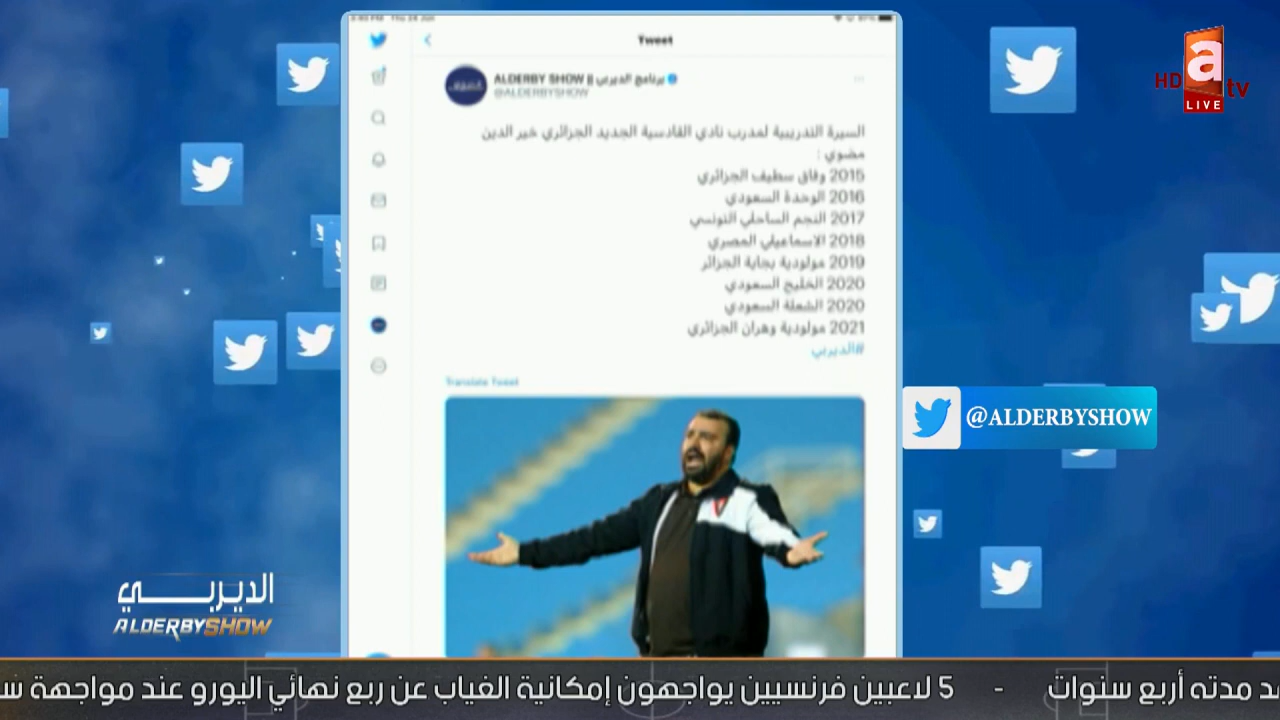 Tweet
ALDERBY SHOW || برنامج الديربي
@ALDERBYSHOW
السيرة التدريبية لمدرب نادي القادسية الجديد الجزائري خير الدين
مضوي :
2015 وفاق سطيف الجزائري
2016 الوحدة السعودي
2017 النجم الساحلي التونسي
2018 الاسماعيلي المصري
2019 مولودية بجاية الجزائر
2020 الخليج السعودي
2020 الشعلة السعودي
2021 مولودية وهران الجزائري
#الديربي
Translate Tweet
HD a tv
LIVE
@ALDERBYSHOW
الديربي
ALDERBYSHOW
مدته أربع سنوات - 5 لاعبين فرنسيين يواجهون إمكانية الغياب عن ربع نهائي اليورو عند مواجهة